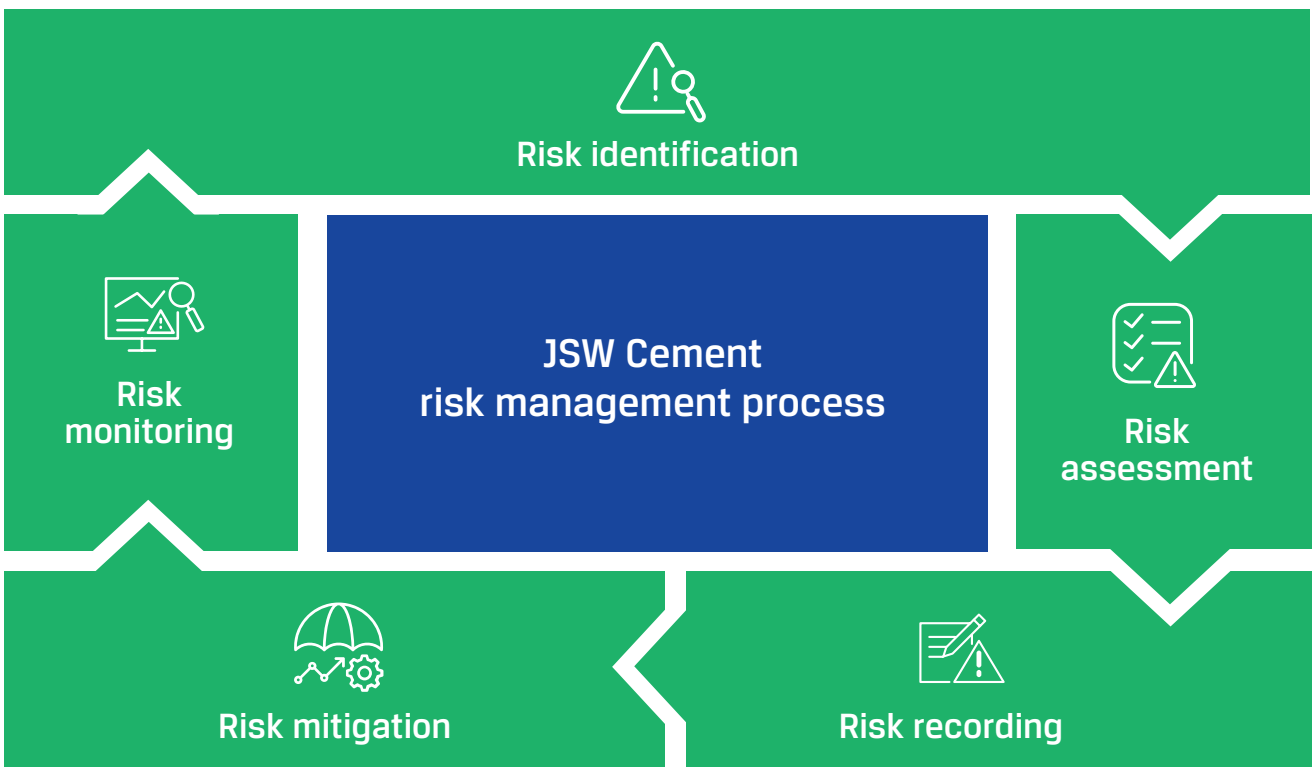 Risk identification
JSW Cement
risk management process
Risk
monitoring
Risk
assessment
Risk mitigation
Risk recording